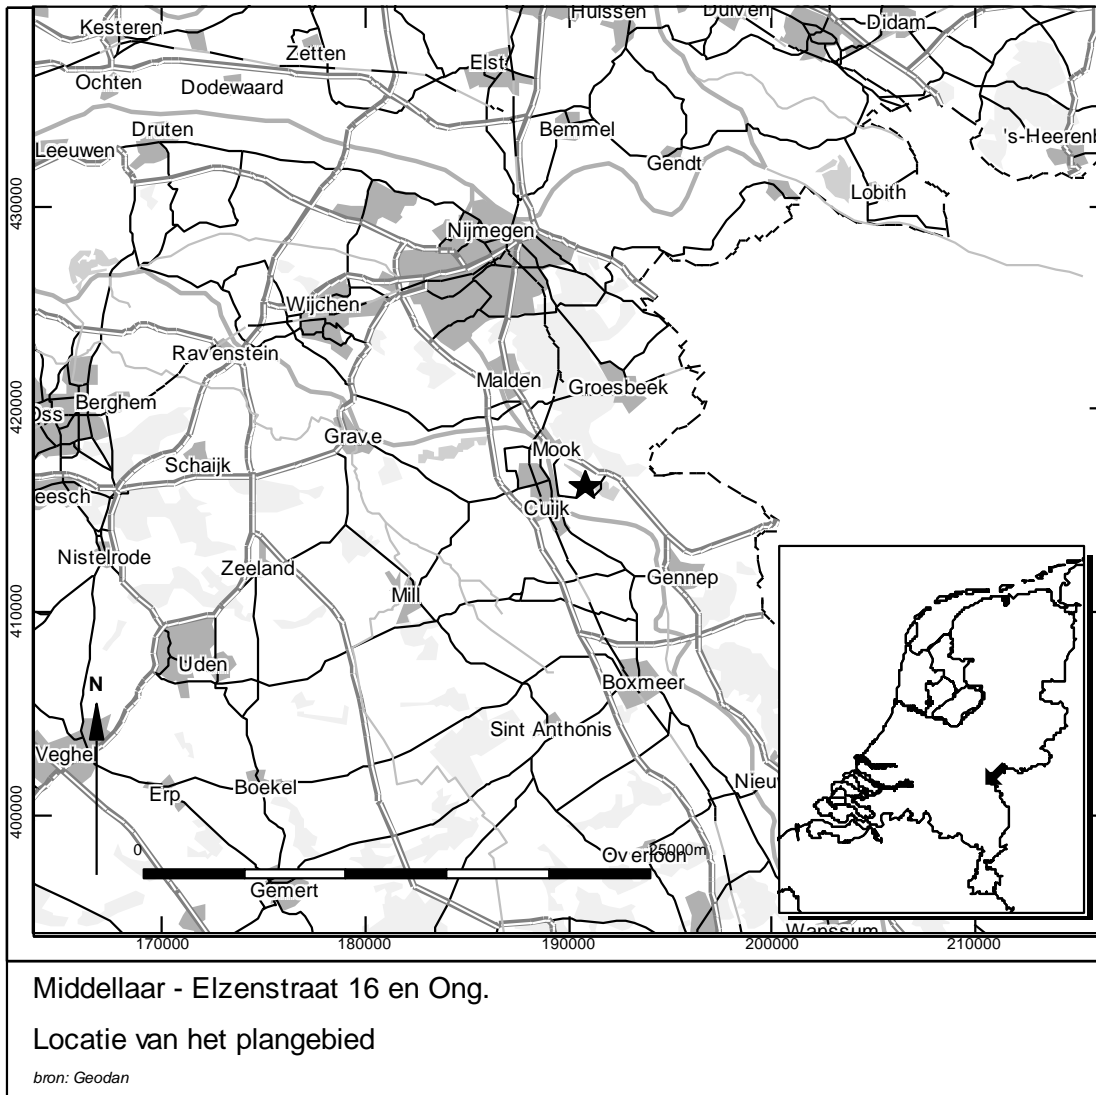 Huissen
Duiven
Didam
Kesteren
Zetten
Elst
Ochten
Dodewaard
Druten
Bemmel
's-Heerenb
Leeuwen
Gendt
Lobith
430000
Nijmegen
Wijchen
Ravenstein
Malden
Groesbeek
420000
Oss
Berghem
Grave
Mook
Schaijk
eesch
Cuijk
Nistelrode
Zeeland
Gennep
Mill
410000
Uden
N
Boxmeer
Sint Anthonis
Veghel
Nieu
Boekel
Erp
400000
0
25000m
Overloon
Gemert
Wanssum
170000
180000
190000
200000
210000
Middellaar - Elzenstraat 16 en Ong.
Locatie van het plangebied
bron: Geodan